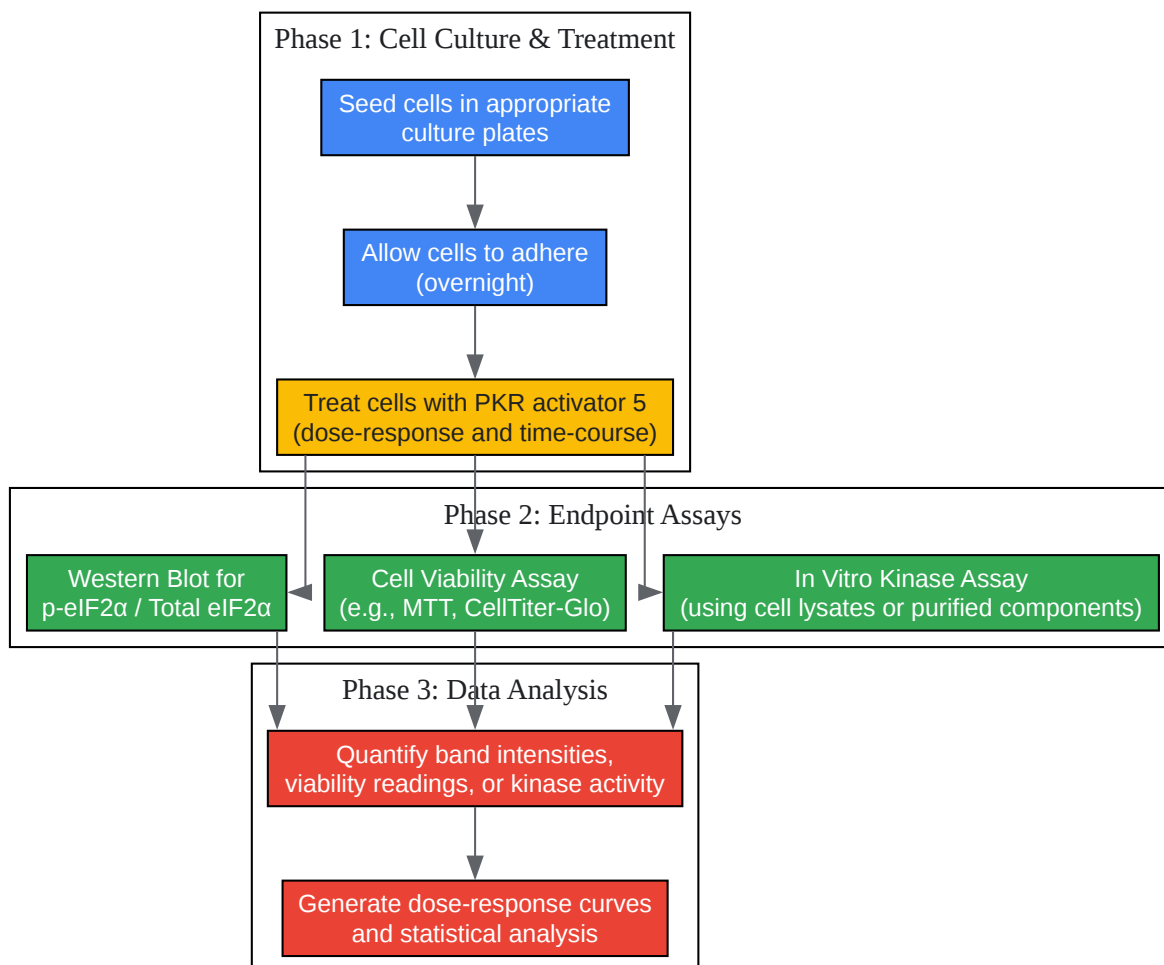 Phase 1: Cell Culture & Treatment
Seed cells in appropriate
culture plates
Allow cells to adhere
(overnight)
Treat cells with PKR activator 5
(dose-response and time-course)
Phase 2: Endpoint Assays
Western Blot for
p-eIF2α / Total eIF2α
Cell Viability Assay
(e.g., MTT, CellTiter-Glo)
In Vitro Kinase Assay
(using cell lysates or purified components)
Phase 3: Data Analysis
Quantify band intensities,
viability readings, or kinase activity
Generate dose-response curves
and statistical analysis